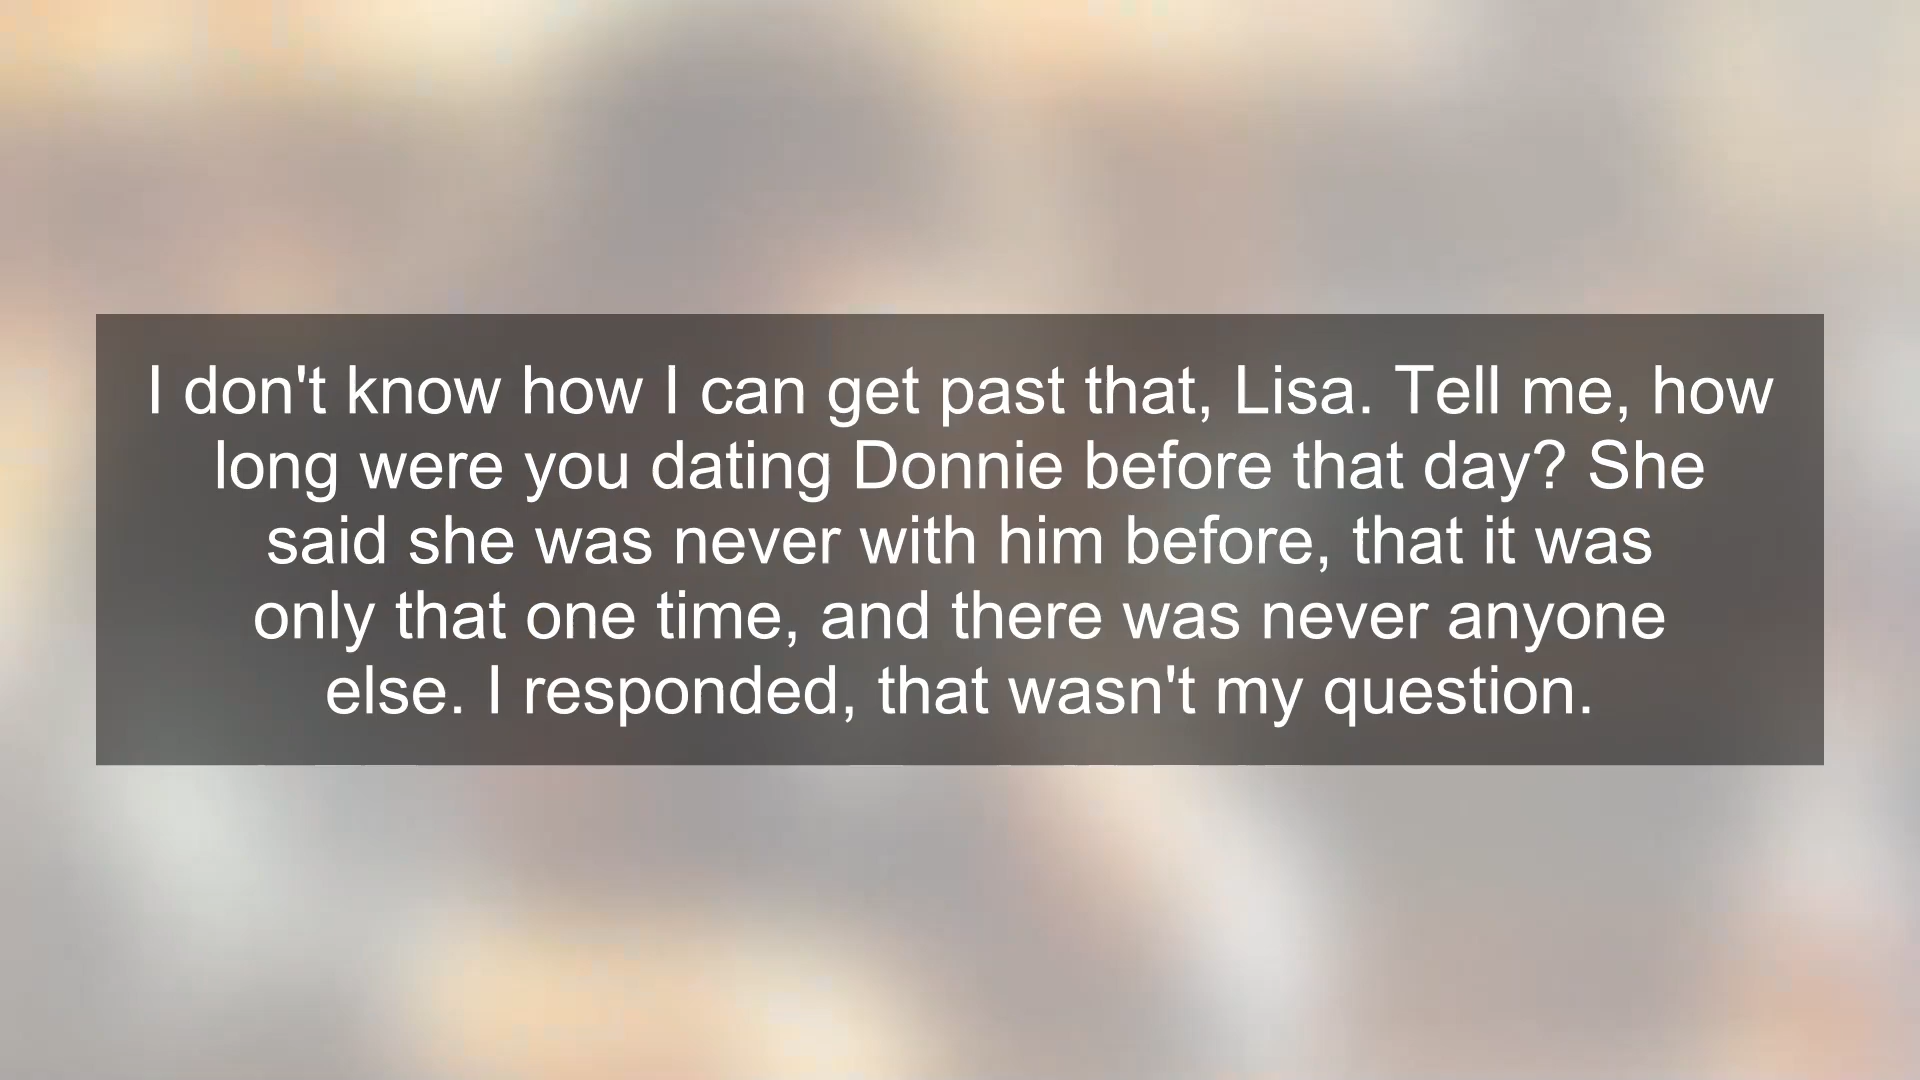 I don't know how I can get past that, Lisa. Tell me, how
long were you dating Donnie before that day? She
said she was never with him before, that it was
only that one time, and there was never anyone
else. I responded, that wasn't my question.